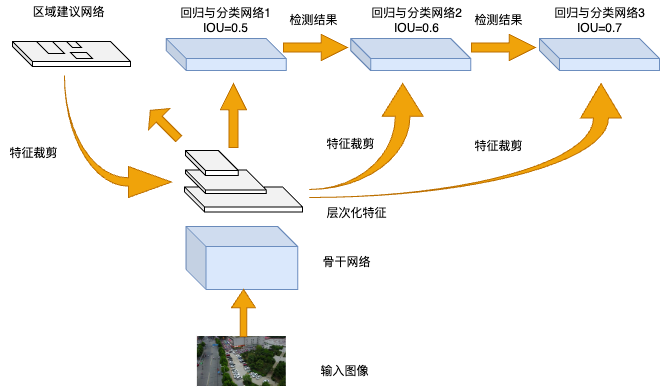 区域建议网络
回归与分类网络1
IOU=0.5
检测结果
回归与分类网络2
IOU=0.6
检测结果
回归与分类网络3
IOU=0.7
特征裁剪
特征裁剪
特征裁剪
层次化特征
骨干网络
输入图像